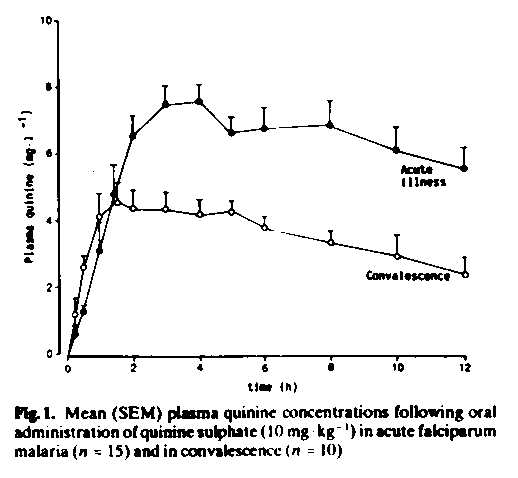 10
8
6
4
2
0
Plasma quinine (mg·l⁻¹)
Acute
illness
Convalescence
0 2 4 6 8 10 12
time (h)
Fig. 1. Mean (SEM) plasma quinine concentrations following oral
administration of quinine sulphate (10 mg kg⁻¹) in acute falciparum
malaria (n = 15) and in convalescence (n = 10)